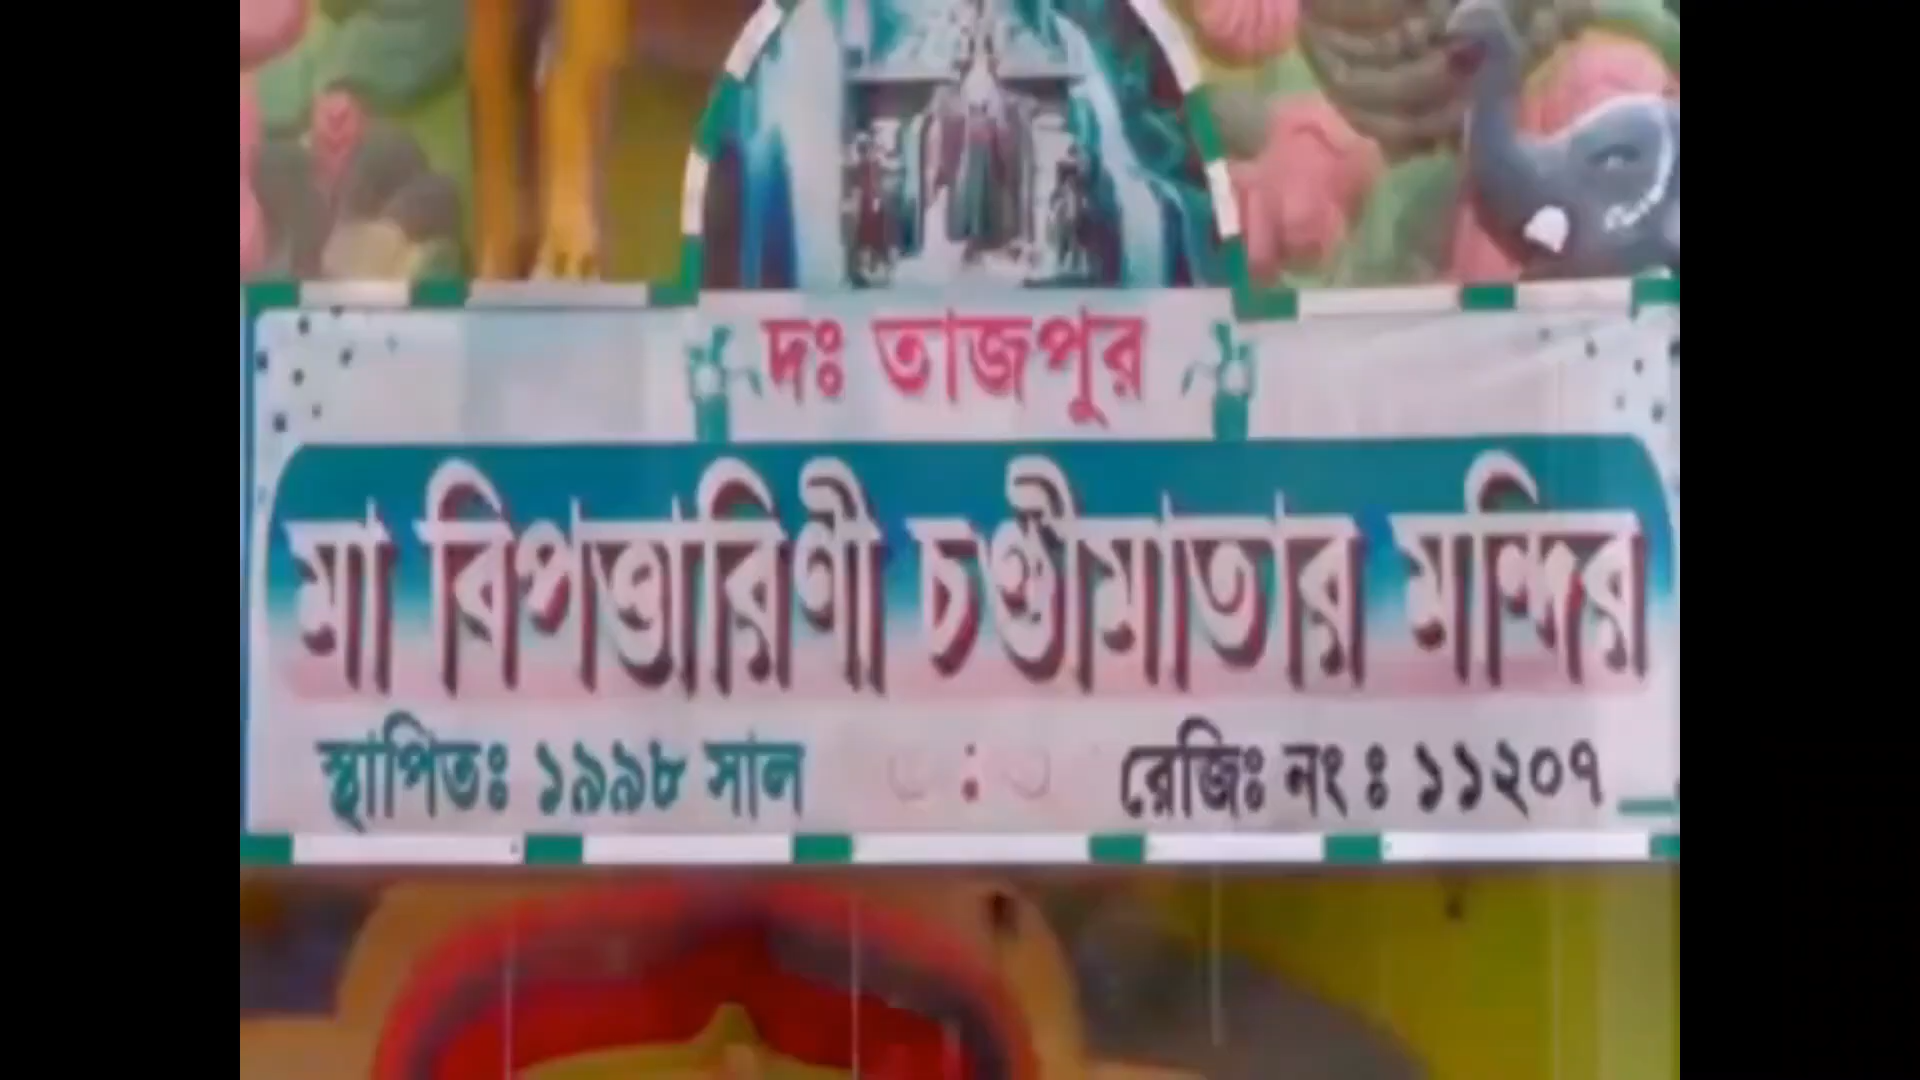 দঃ তাজপুর
মা বিপত্তারিণী চণ্ডীমাতার মন্দির
স্থাপিতঃ ১৯৯৮ সাল রেজিঃ নং ঃ ১১২০৭